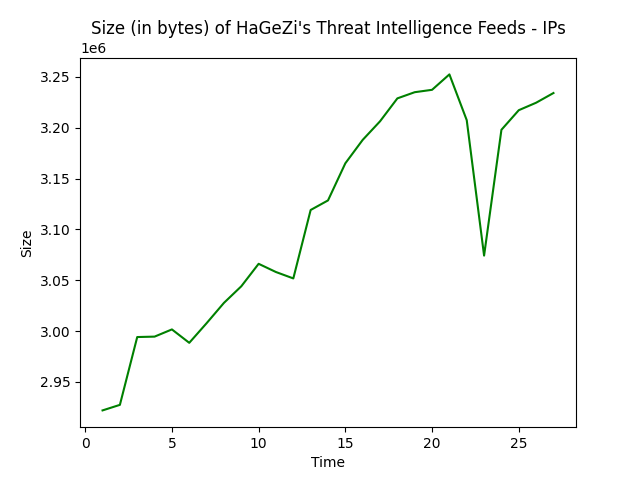 Size (in bytes) of HaGeZi's Threat Intelligence Feeds - IPs
1e6
3.25
3.20
3.15
3.10
3.05
3.00
2.95
Size
0 5 10 15 20 25
Time